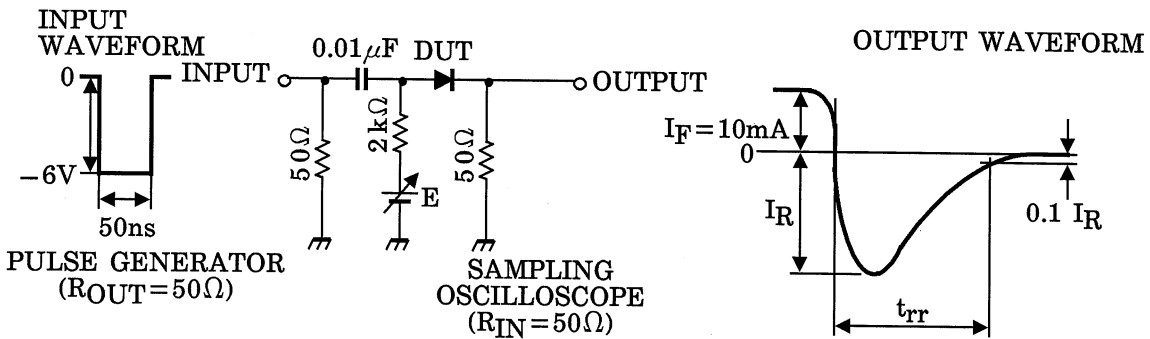 INPUT
WAVEFORM
0
−6V
50ns
PULSE GENERATOR
(ROUT=50Ω)
INPUT
0.01μF
DUT
OUTPUT
50Ω
2kΩ
E
50Ω
SAMPLING
OSCILLOSCOPE
(RIN=50Ω)
OUTPUT WAVEFORM
IF=10mA
0
IR
0.1 IR
trr